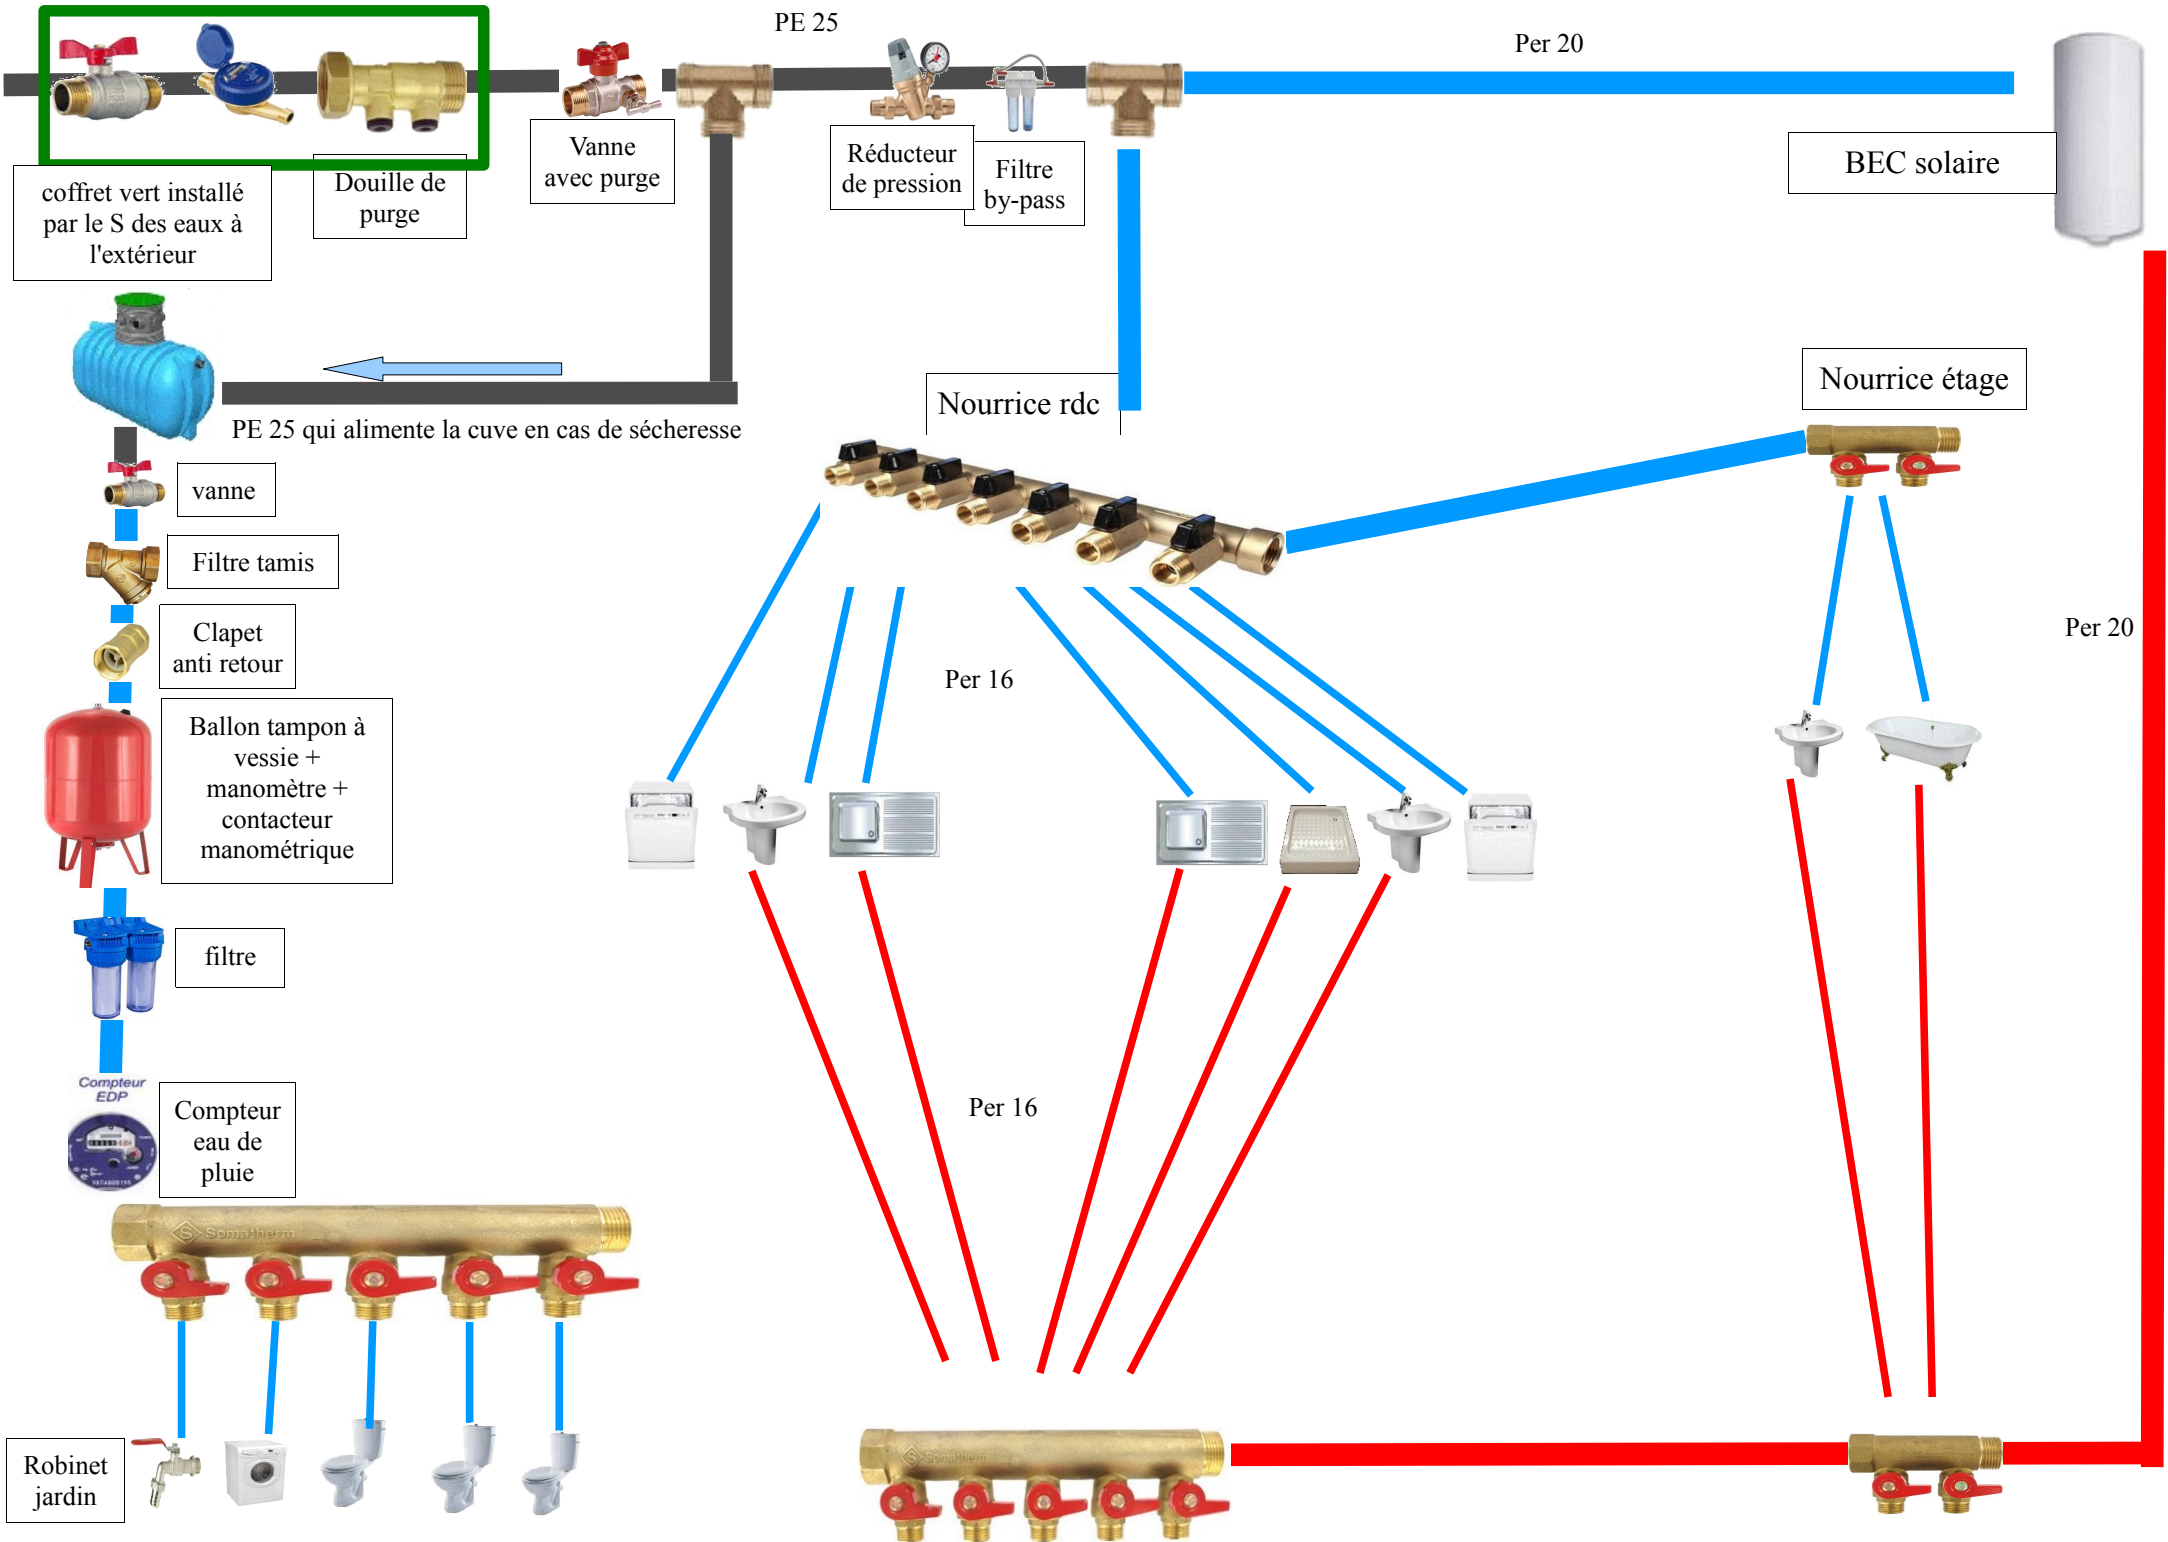 PE 25
Per 20
coffret vert installé
par le S des eaux à
l'extérieur
Douille de
purge
Vanne
avec purge
Réducteur
de pression
Filtre
by-pass
BEC solaire
PE 25 qui alimente la cuve en cas de sécheresse
Nourrice rdc
Nourrice étage
vanne
Filtre tamis
Clapet
anti retour
Per 16
Per 20
Ballon tampon à
vessie +
manomètre +
contacteur
manométrique
filtre
Compteur
EDP
Compteur
eau de
pluie
Per 16
Somatherm
Robinet
jardin
Somatherm